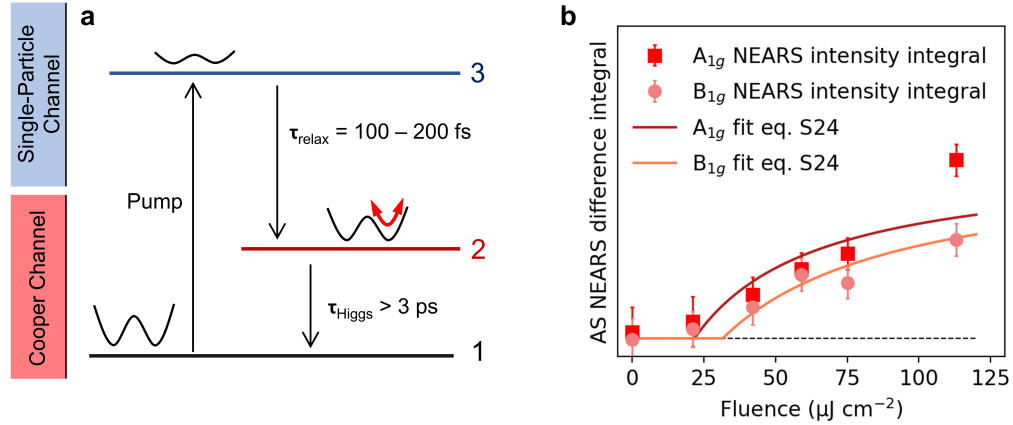 a
Single-Particle
Channel
Cooper Channel
3
τrelax = 100 – 200 fs
Pump
2
τHiggs > 3 ps
1
b
AS NEARS difference integral
A1g NEARS intensity integral
B1g NEARS intensity integral
A1g fit eq. S24
B1g fit eq. S24
0 25 50 75 100 125
Fluence (μJ cm−2)